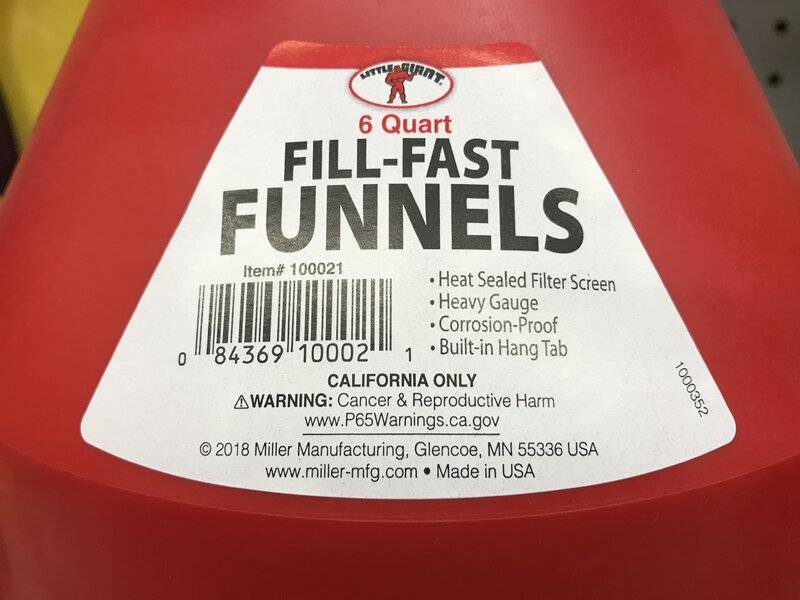 LITTLE GIANT
6 Quart
FILL-FAST
FUNNELS
Item# 100021
0 84369 10002 1
• Heat Sealed Filter Screen
• Heavy Gauge
• Corrosion-Proof
• Built-in Hang Tab
CALIFORNIA ONLY
⚠WARNING: Cancer & Reproductive Harm
www.P65Warnings.ca.gov
© 2018 Miller Manufacturing, Glencoe, MN 55336 USA
www.miller-mfg.com • Made in USA
1000352